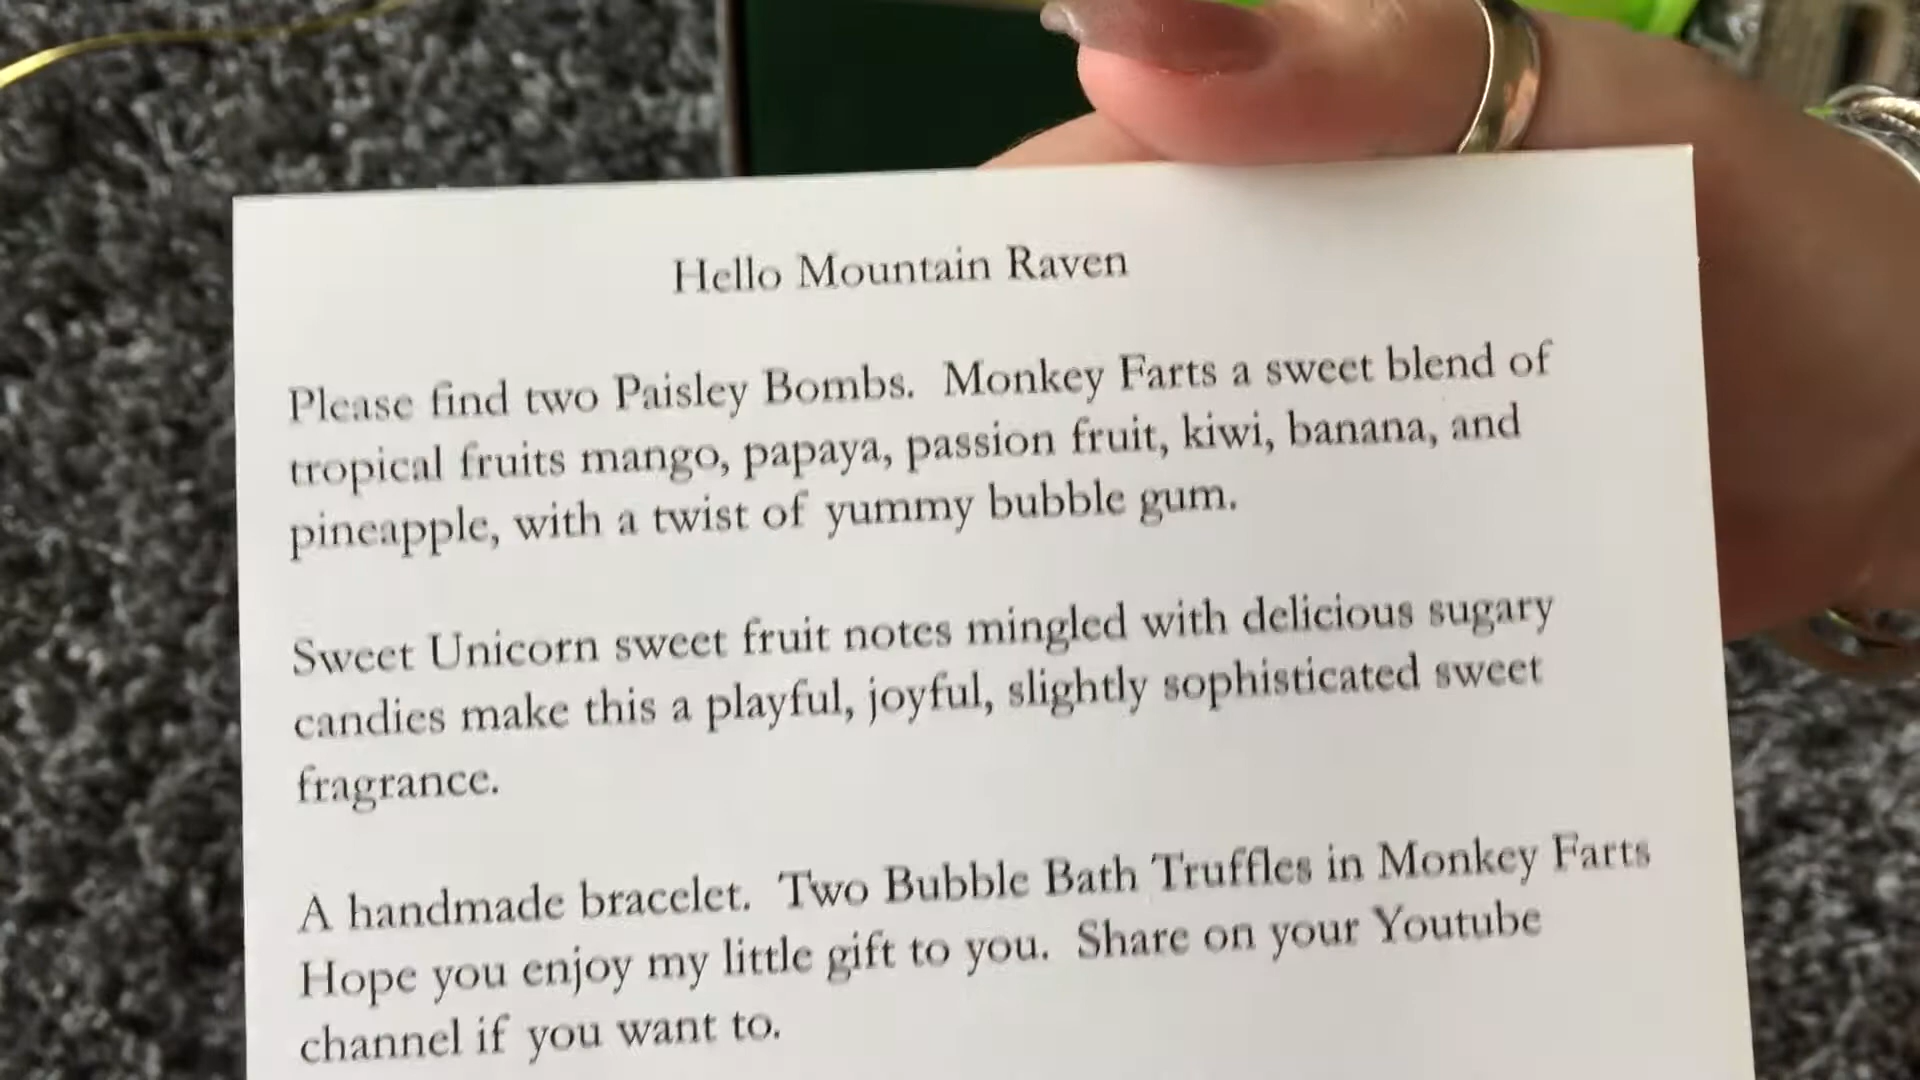 Hello Mountain Raven
Please find two Paisley Bombs. Monkey Farts a sweet blend of
tropical fruits mango, papaya, passion fruit, kiwi, banana, and
pineapple, with a twist of yummy bubble gum.
Sweet Unicorn sweet fruit notes mingled with delicious sugary
candies make this a playful, joyful, slightly sophisticated sweet
fragrance.
A handmade bracelet. Two Bubble Bath Truffles in Monkey Farts
Hope you enjoy my little gift to you. Share on your Youtube
channel if you want to.